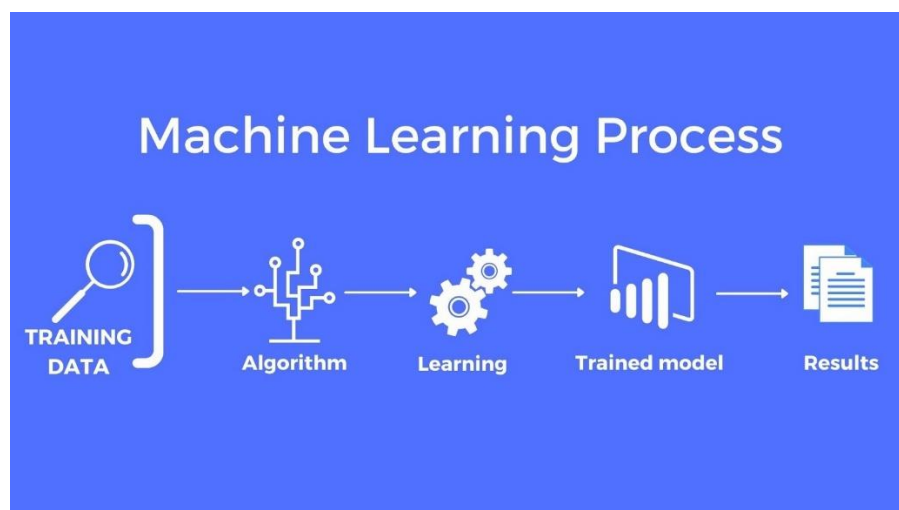 Machine Learning Process
TRAINING
DATA
Algorithm
Learning
Trained model
Results